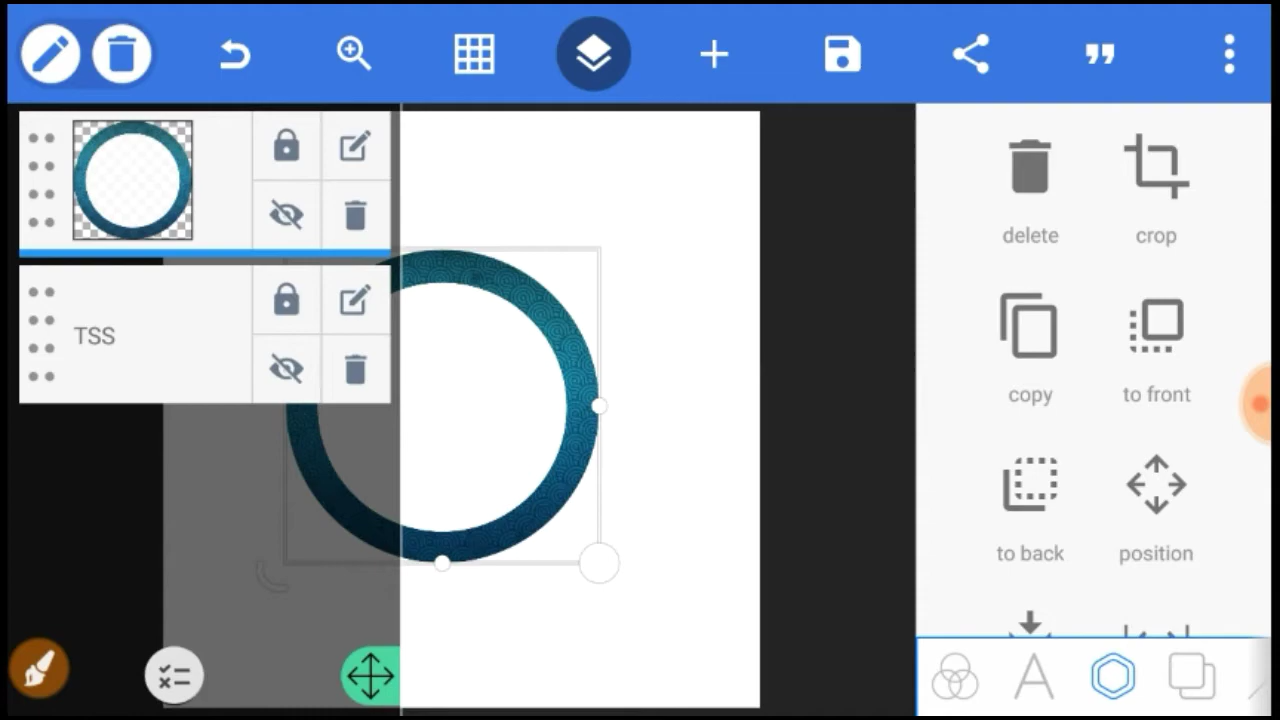 TSS
delete
crop
copy
to front
to back
position